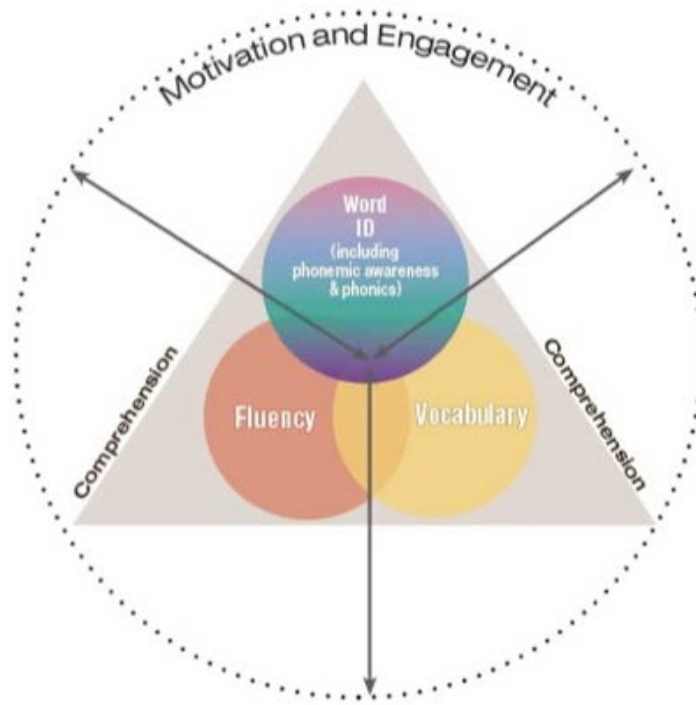 Motivation and Engagement
Word
ID
(including
phonemic awareness
& phonics)
Comprehension
Comprehension
Fluency
Vocabulary